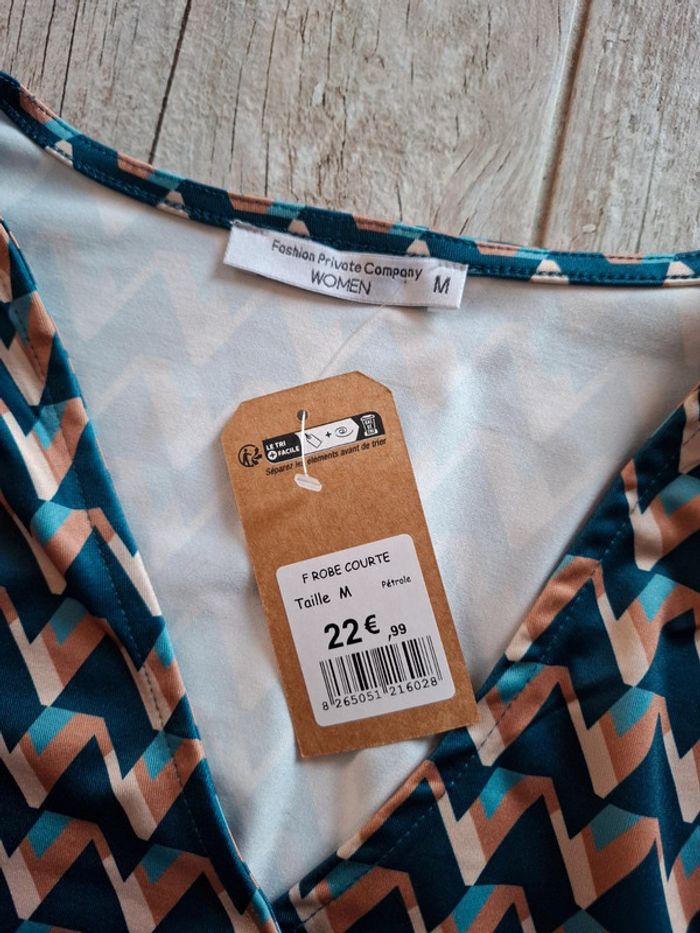 Fashion Private Company
WOMEN
M
LE TRI
+ FACILE
Séparez les éléments avant de trier
F ROBE COURTE
Taille M
Pétrole
22€,99
8 265051 216028